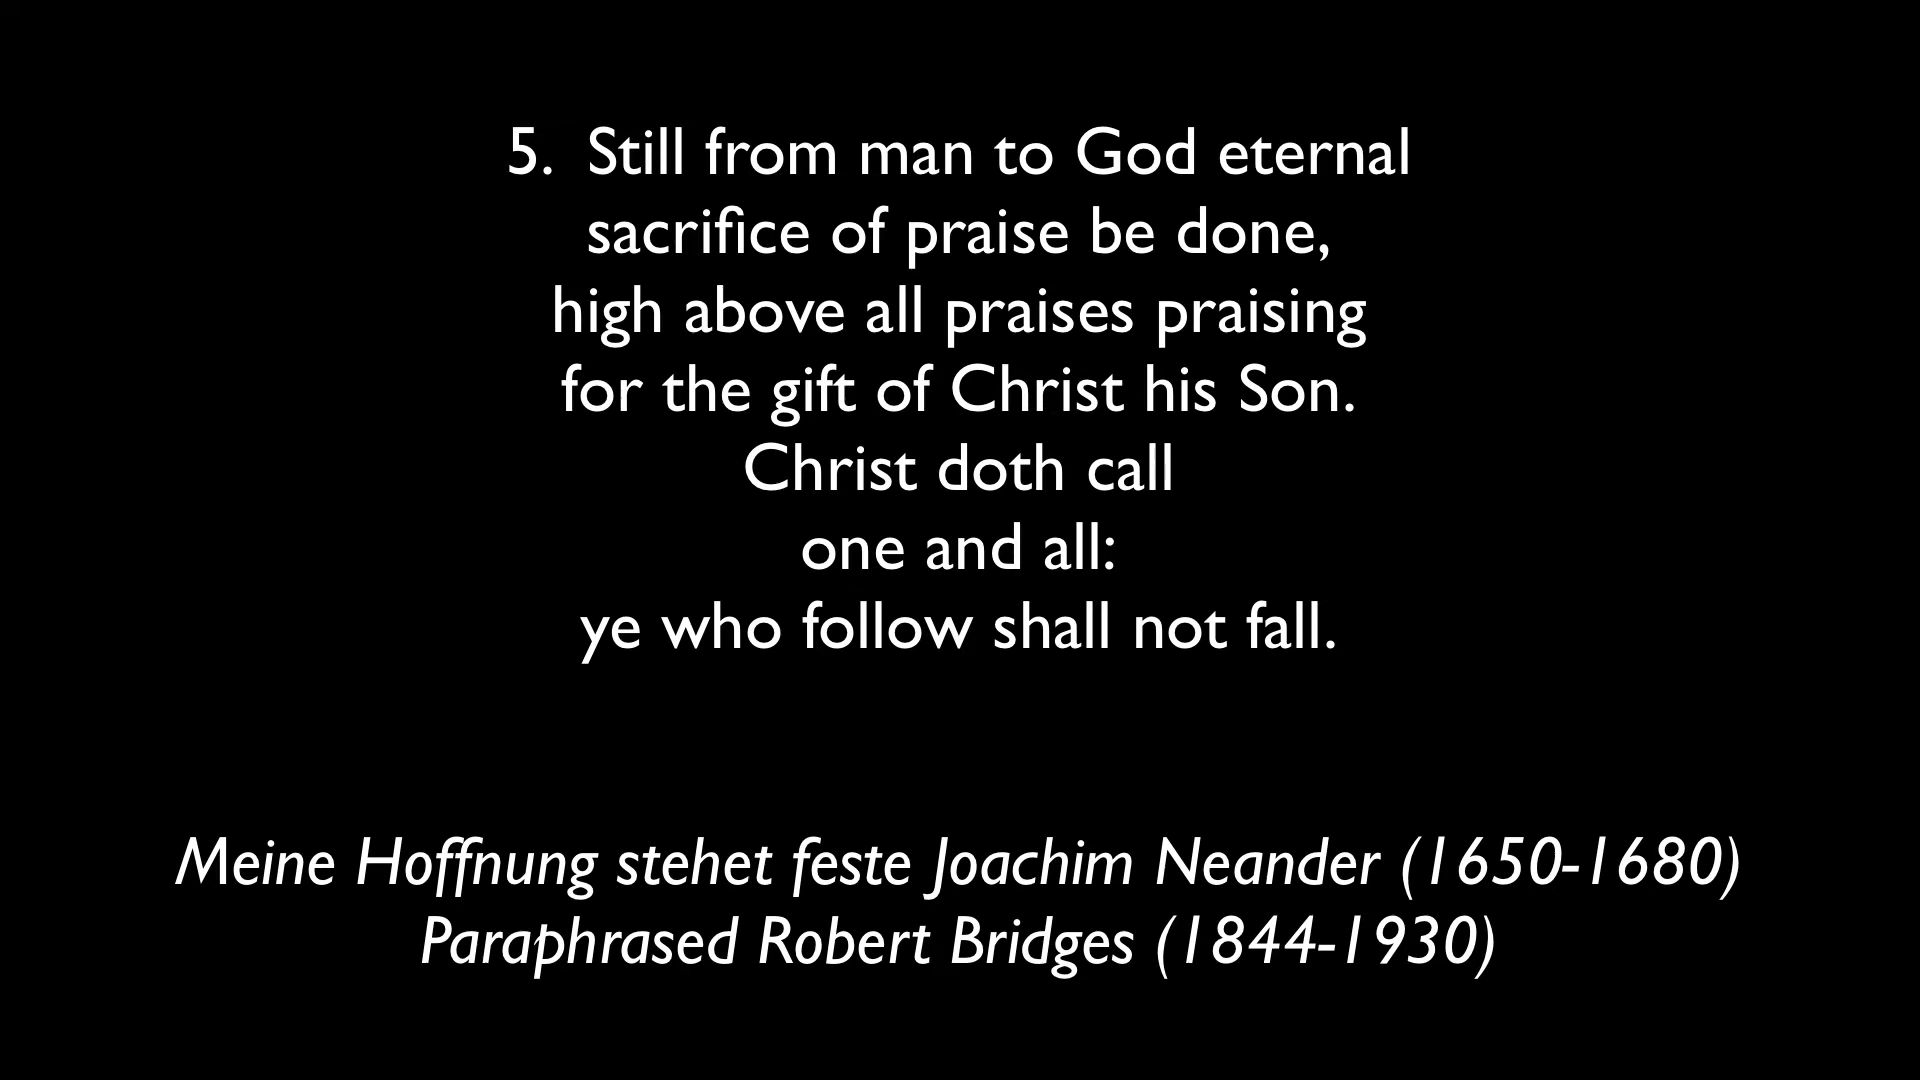 5. Still from man to God eternal
sacrifice of praise be done,
high above all praises praising
for the gift of Christ his Son.
Christ doth call
one and all:
ye who follow shall not fall.
Meine Hoffnung stehet feste Joachim Neander (1650-1680)
Paraphrased Robert Bridges (1844-1930)